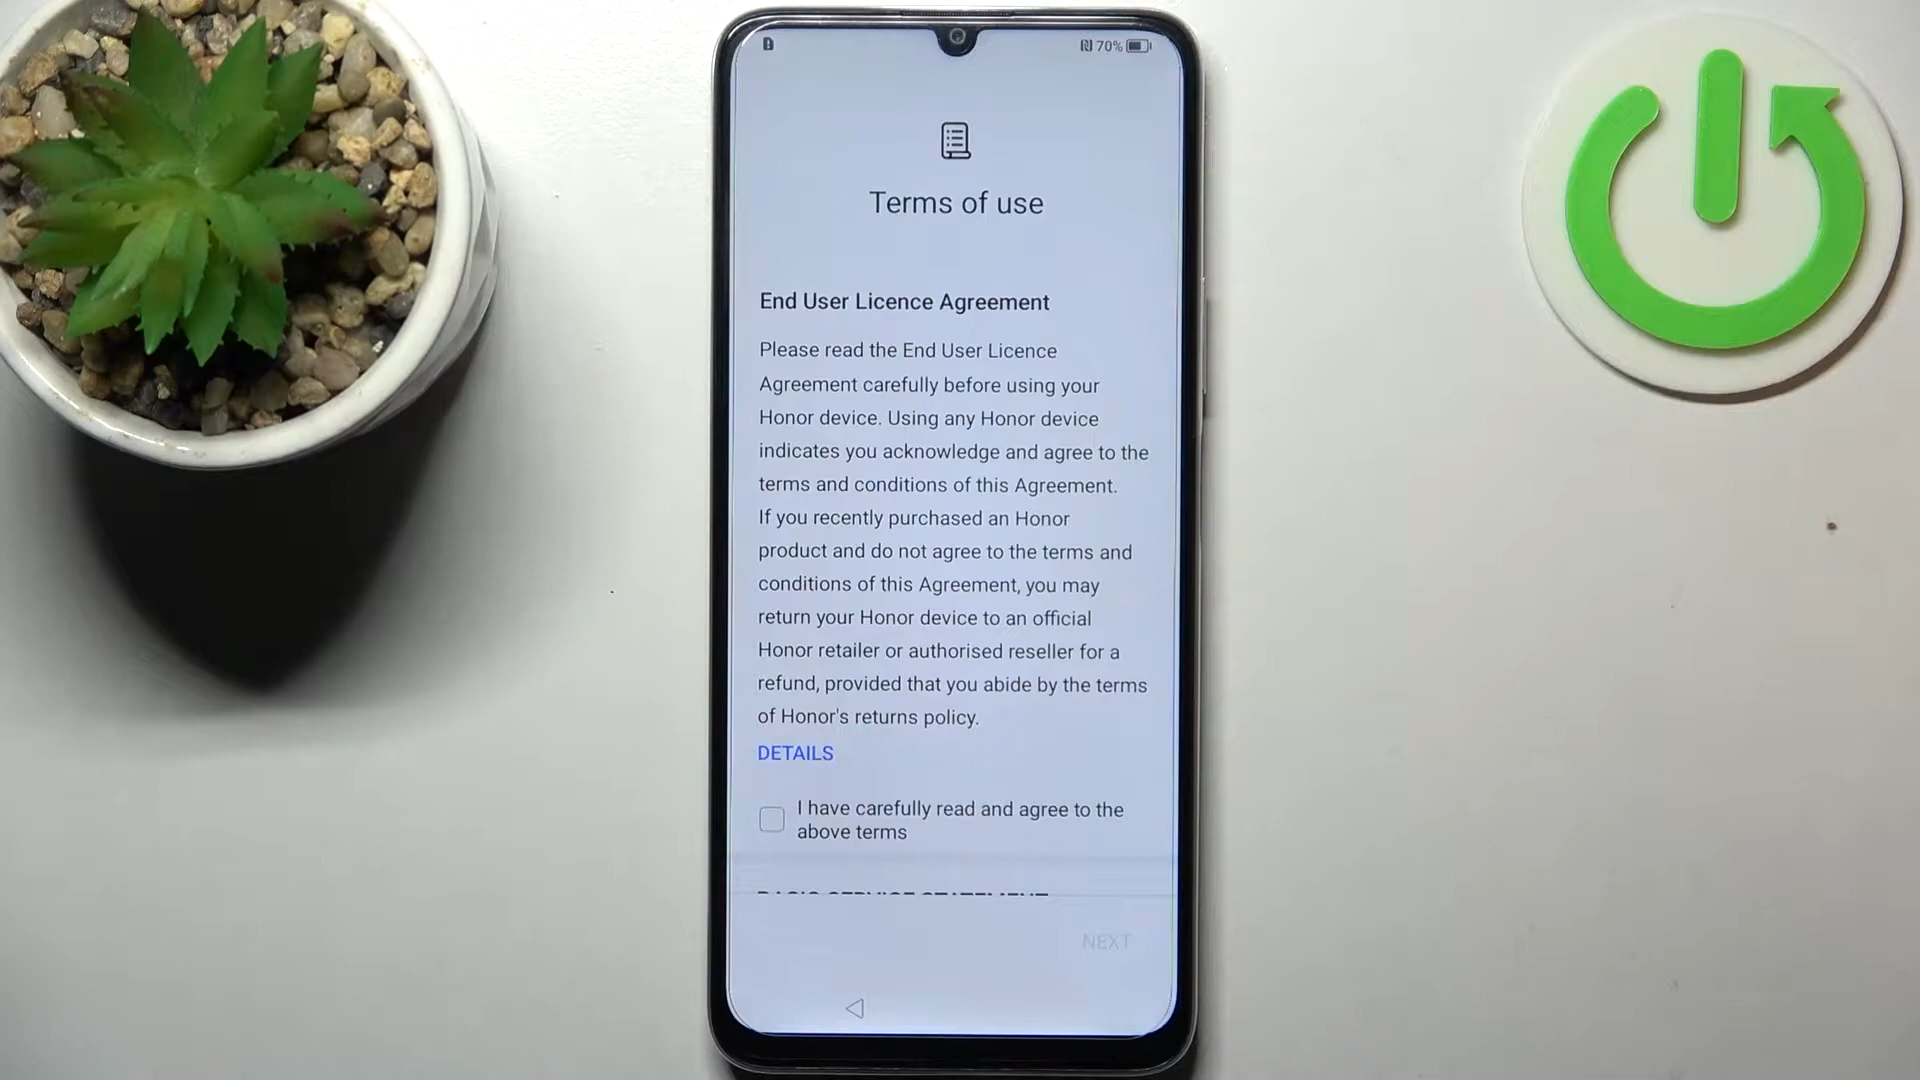 70%
Terms of use
End User Licence Agreement
Please read the End User Licence
Agreement carefully before using your
Honor device. Using any Honor device
indicates you acknowledge and agree to the
terms and conditions of this Agreement.
If you recently purchased an Honor
product and do not agree to the terms and
conditions of this Agreement, you may
return your Honor device to an official
Honor retailer or authorised reseller for a
refund, provided that you abide by the terms
of Honor's returns policy.
DETAILS
I have carefully read and agree to the
above terms
BASIC SERVICE STATEMENT
NEXT